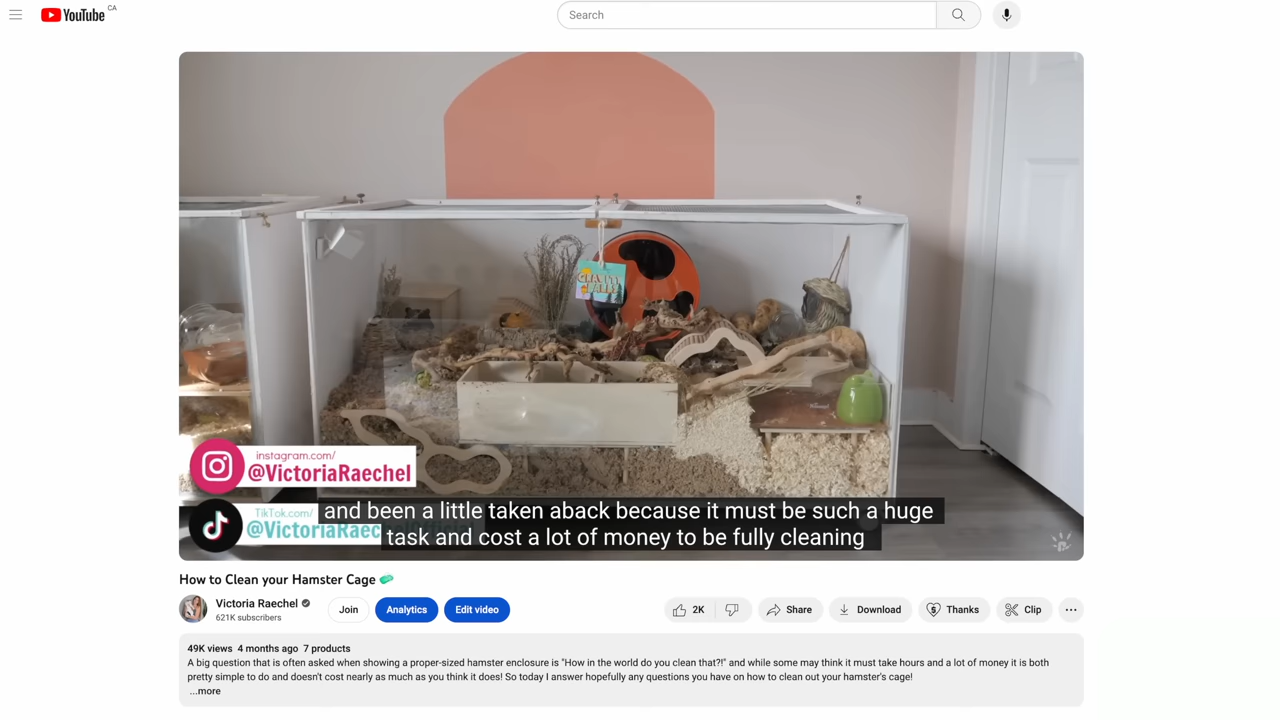 YouTube CA
Search
instagram.com/
@VictoriaRaechel
TikTok.com/
and been a little taken aback because it must be such a huge
task and cost a lot of money to be fully cleaning
How to Clean your Hamster Cage
Victoria Raechel
621K subscribers
Join
Analytics
Edit video
2K
Share
Download
Thanks
Clip
49K views 4 months ago 7 products
A big question that is often asked when showing a proper-sized hamster enclosure is "How in the world do you clean that?!" and while some may think it must take hours and a lot of money it is both
pretty simple to do and doesn't cost nearly as much as you think it does! So today I answer hopefully any questions you have on how to clean out your hamster's cage!
...more